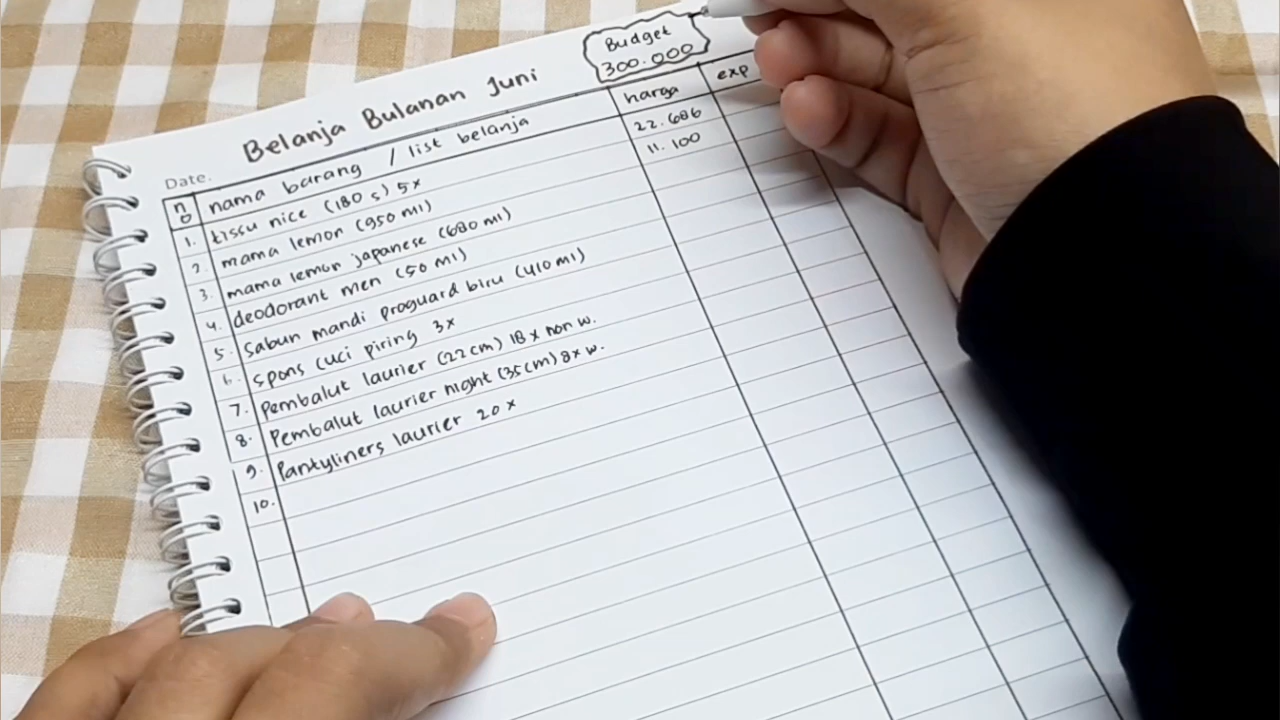 Budget
300.000
Belanja Bulanan Juni
Date.
no nama barang / list belanja harga exp
1. tissu nice (180 s) 5x 22.686
2. mama lemon (950 ml) 11.100
3. mama lemon japanese (680 ml)
4. deodorant men (50 ml)
5. Sabun mandi proguard biru (410 ml)
6. spons cuci piring 3x
7. Pembalut laurier (22 cm) 18 x non w.
8. Pembalut laurier night (35 cm) 8x w.
9. Pantyliners laurier 20 x
10.